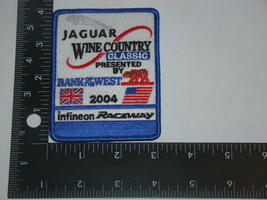 JAGUAR
WINE COUNTRY
CLASSIC
PRESENTED
BY
BANK OF THE WEST
2004
infineon RACEWAY